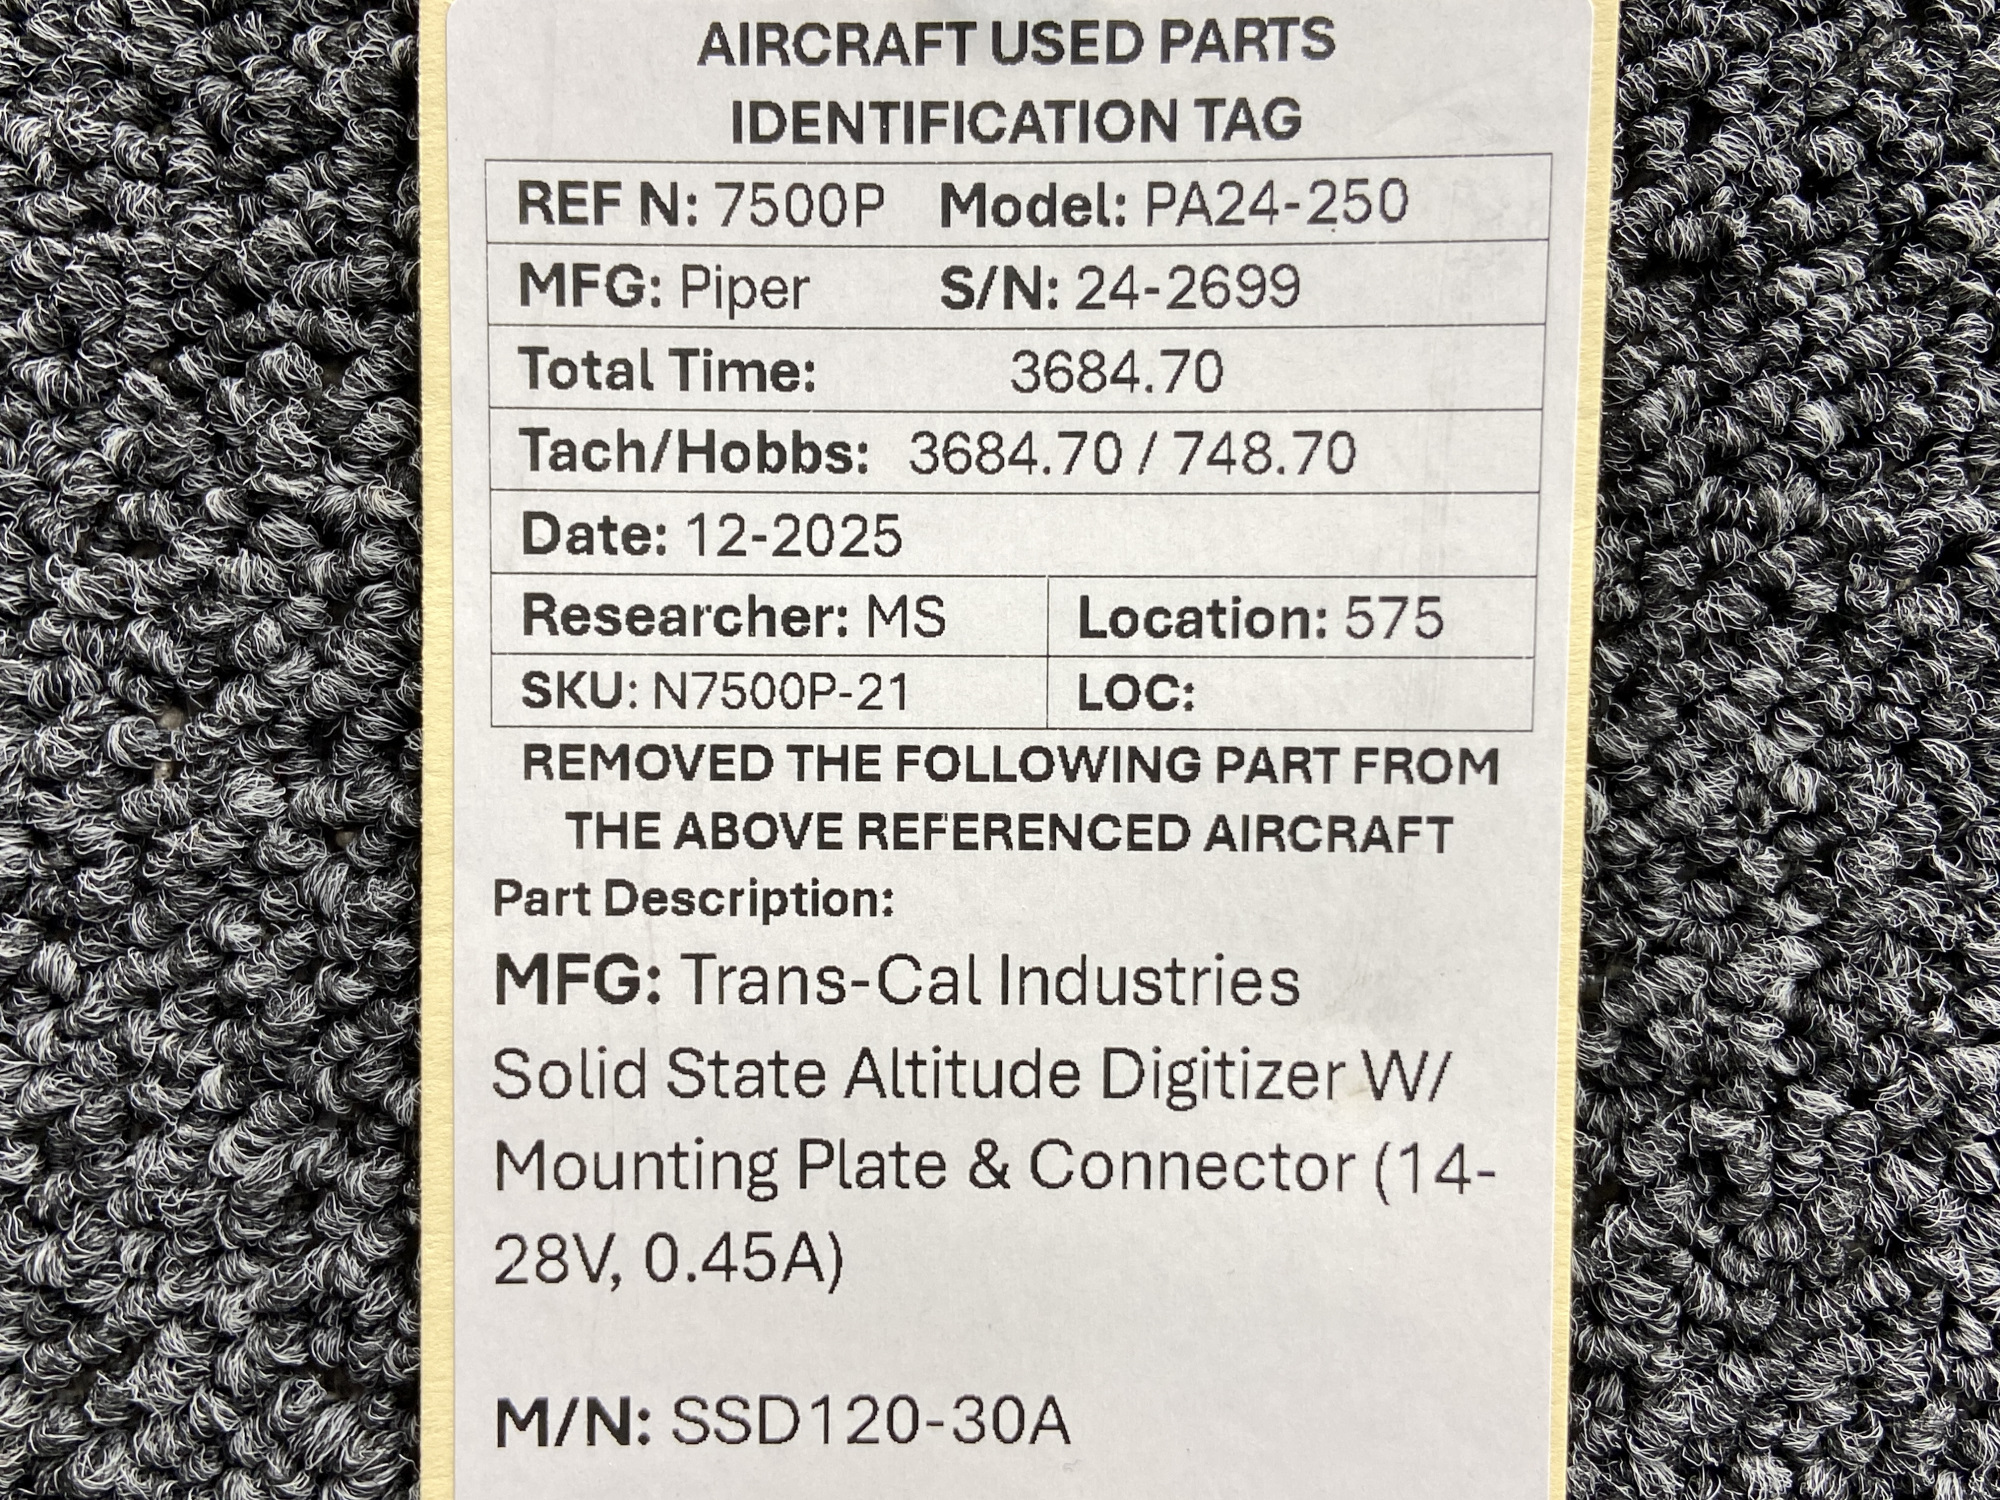 AIRCRAFT USED PARTS
IDENTIFICATION TAG
REF N: 7500P Model: PA24-250
MFG: Piper S/N: 24-2699
Total Time: 3684.70
Tach/Hobbs: 3684.70 / 748.70
Date: 12-2025
Researcher: MS Location: 575
SKU: N7500P-21 LOC:
REMOVED THE FOLLOWING PART FROM
THE ABOVE REFERENCED AIRCRAFT
Part Description:
MFG: Trans-Cal Industries
Solid State Altitude Digitizer W/
Mounting Plate & Connector (14-
28V, 0.45A)
M/N: SSD120-30A